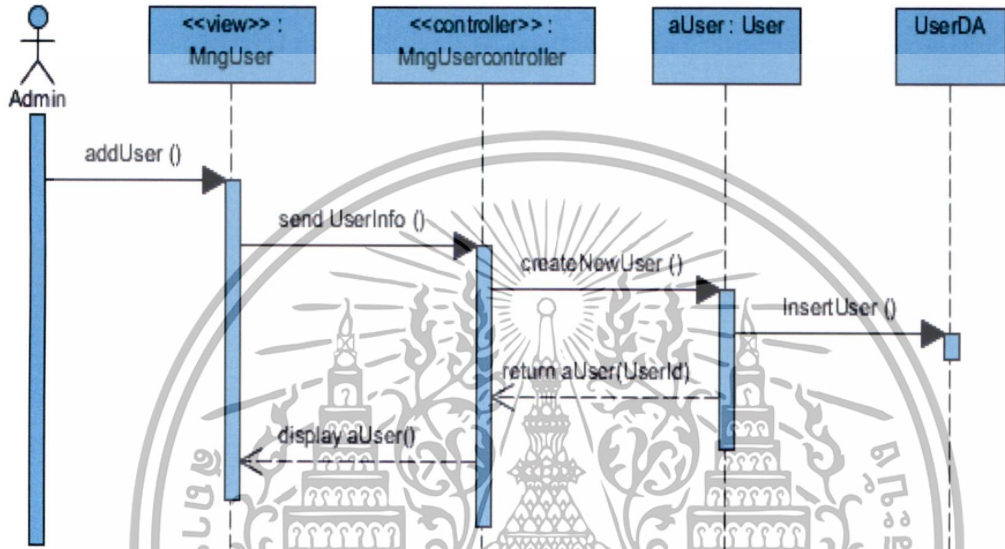 <<view>> :
MngUser
<<controller>> :
MngUsercontroller
aUser : User
UserDA
Admin
addUser ()
send UserInfo ()
createNewUser ()
InsertUser ()
return aUser(UserId)
display aUser()